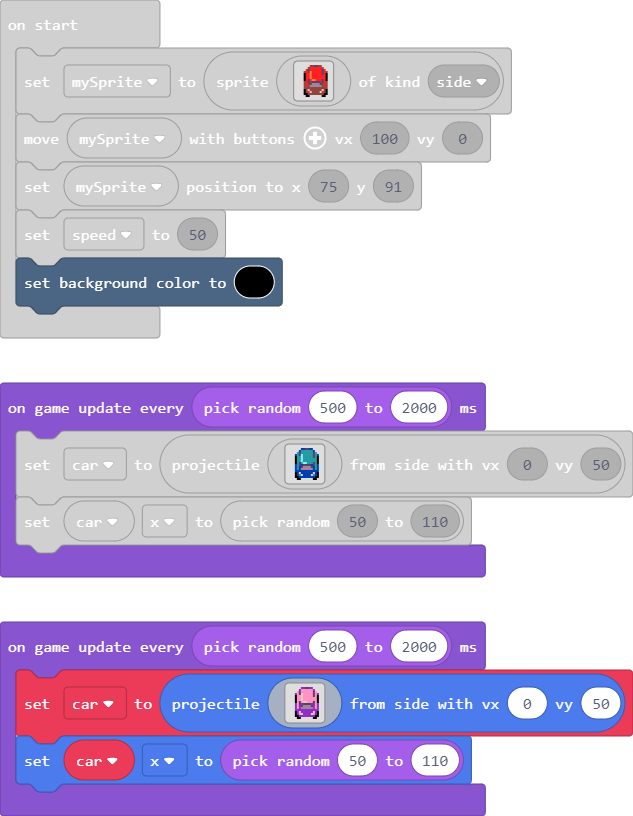 on start
set mySprite to sprite of kind side
move mySprite with buttons vx 100 vy 0
set mySprite position to x 75 y 91
set speed to 50
set background color to
on game update every pick random 500 to 2000 ms
set car to projectile from side with vx 0 vy 50
set car x to pick random 50 to 110
on game update every pick random 500 to 2000 ms
set car to projectile from side with vx 0 vy 50
set car x to pick random 50 to 110